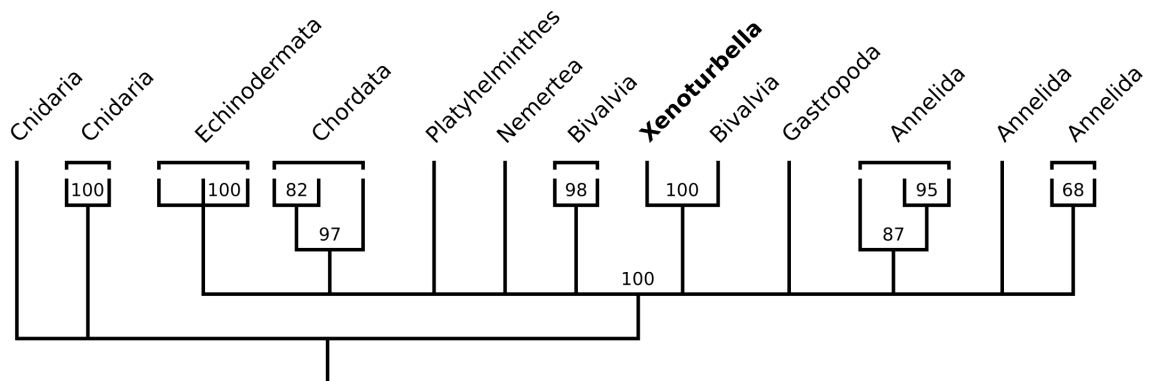 Cnidaria
Cnidaria
Echinodermata
Chordata
Platyhelminthes
Nemertea
Bivalvia
Xenoturbella
Bivalvia
Gastropoda
Annelida
Annelida
Annelida
100
100
82
98
100
95
68
97
87
100